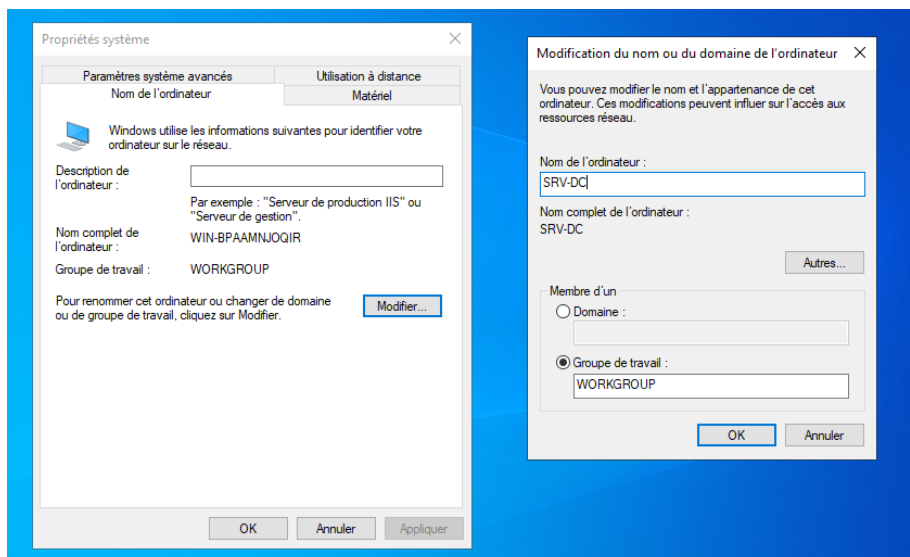 Propriétés système
Paramètres système avancés
Utilisation à distance
Nom de l'ordinateur
Matériel
Windows utilise les informations suivantes pour identifier votre
ordinateur sur le réseau.
Description de
l'ordinateur :
Par exemple : "Serveur de production IIS" ou
"Serveur de gestion".
Nom complet de
l'ordinateur :
WIN-BPAAMNJOQIR
Groupe de travail :
WORKGROUP
Pour renommer cet ordinateur ou changer de domaine
ou de groupe de travail, cliquez sur Modifier.
Modifier...
OK
Annuler
Appliquer
Modification du nom ou du domaine de l'ordinateur
Vous pouvez modifier le nom et l'appartenance de cet
ordinateur. Ces modifications peuvent influer sur l'accès aux
ressources réseau.
Nom de l'ordinateur :
SRV-DC
Nom complet de l'ordinateur :
SRV-DC
Autres...
Membre d'un
Domaine :
Groupe de travail :
WORKGROUP
OK
Annuler